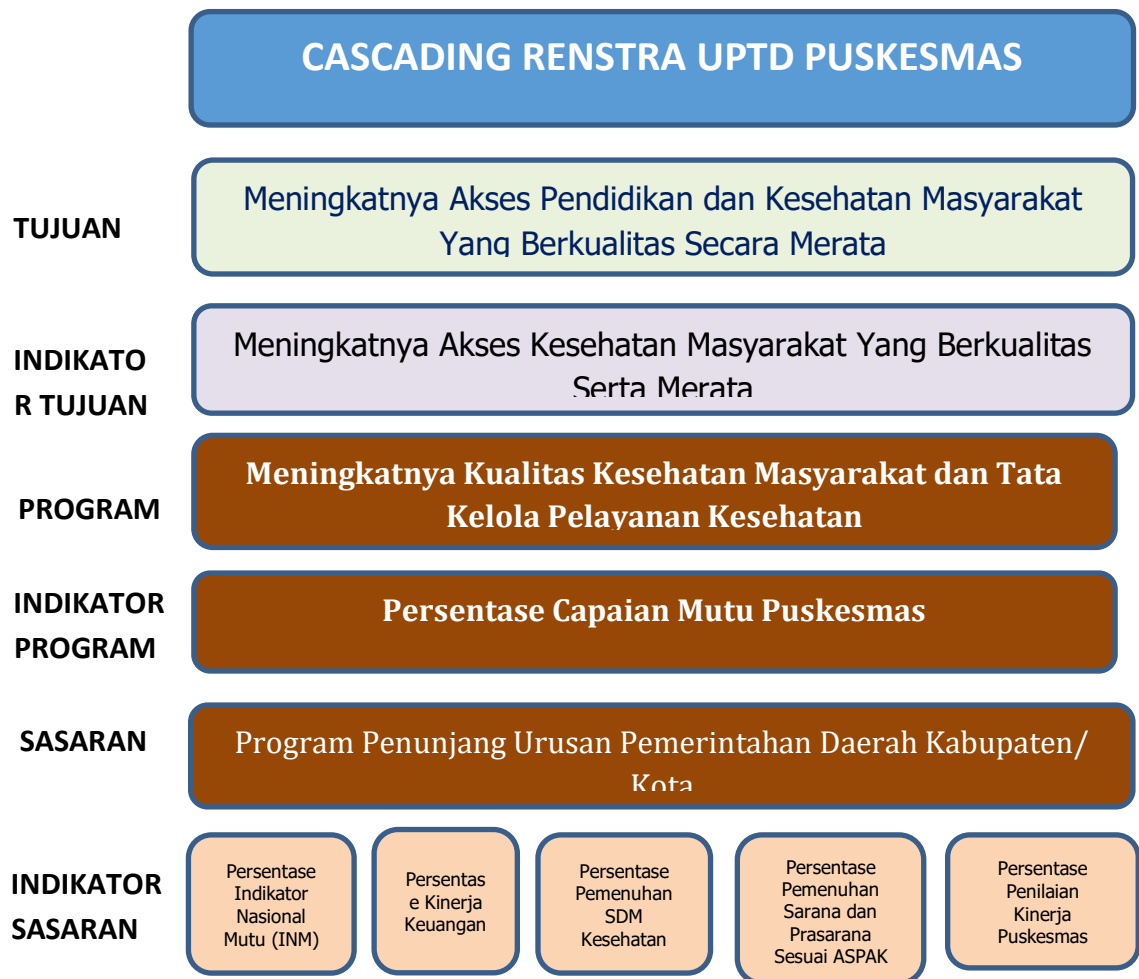 CASCADING RENSTRA UPTD PUSKESMAS
TUJUAN
Meningkatnya Akses Pendidikan dan Kesehatan Masyarakat
Yang Berkualitas Secara Merata
INDIKATO
R TUJUAN
Meningkatnya Akses Kesehatan Masyarakat Yang Berkualitas
Serta Merata
PROGRAM
Meningkatnya Kualitas Kesehatan Masyarakat dan Tata
Kelola Pelayanan Kesehatan
INDIKATOR
PROGRAM
Persentase Capaian Mutu Puskesmas
SASARAN
Program Penunjang Urusan Pemerintahan Daerah Kabupaten/
Kota
INDIKATOR
SASARAN
Persentase
Indikator
Nasional
Mutu (INM)
Persentas
e Kinerja
Keuangan
Persentase
Pemenuhan
SDM
Kesehatan
Persentase
Pemenuhan
Sarana dan
Prasarana
Sesuai ASPAK
Persentase
Penilaian
Kinerja
Puskesmas